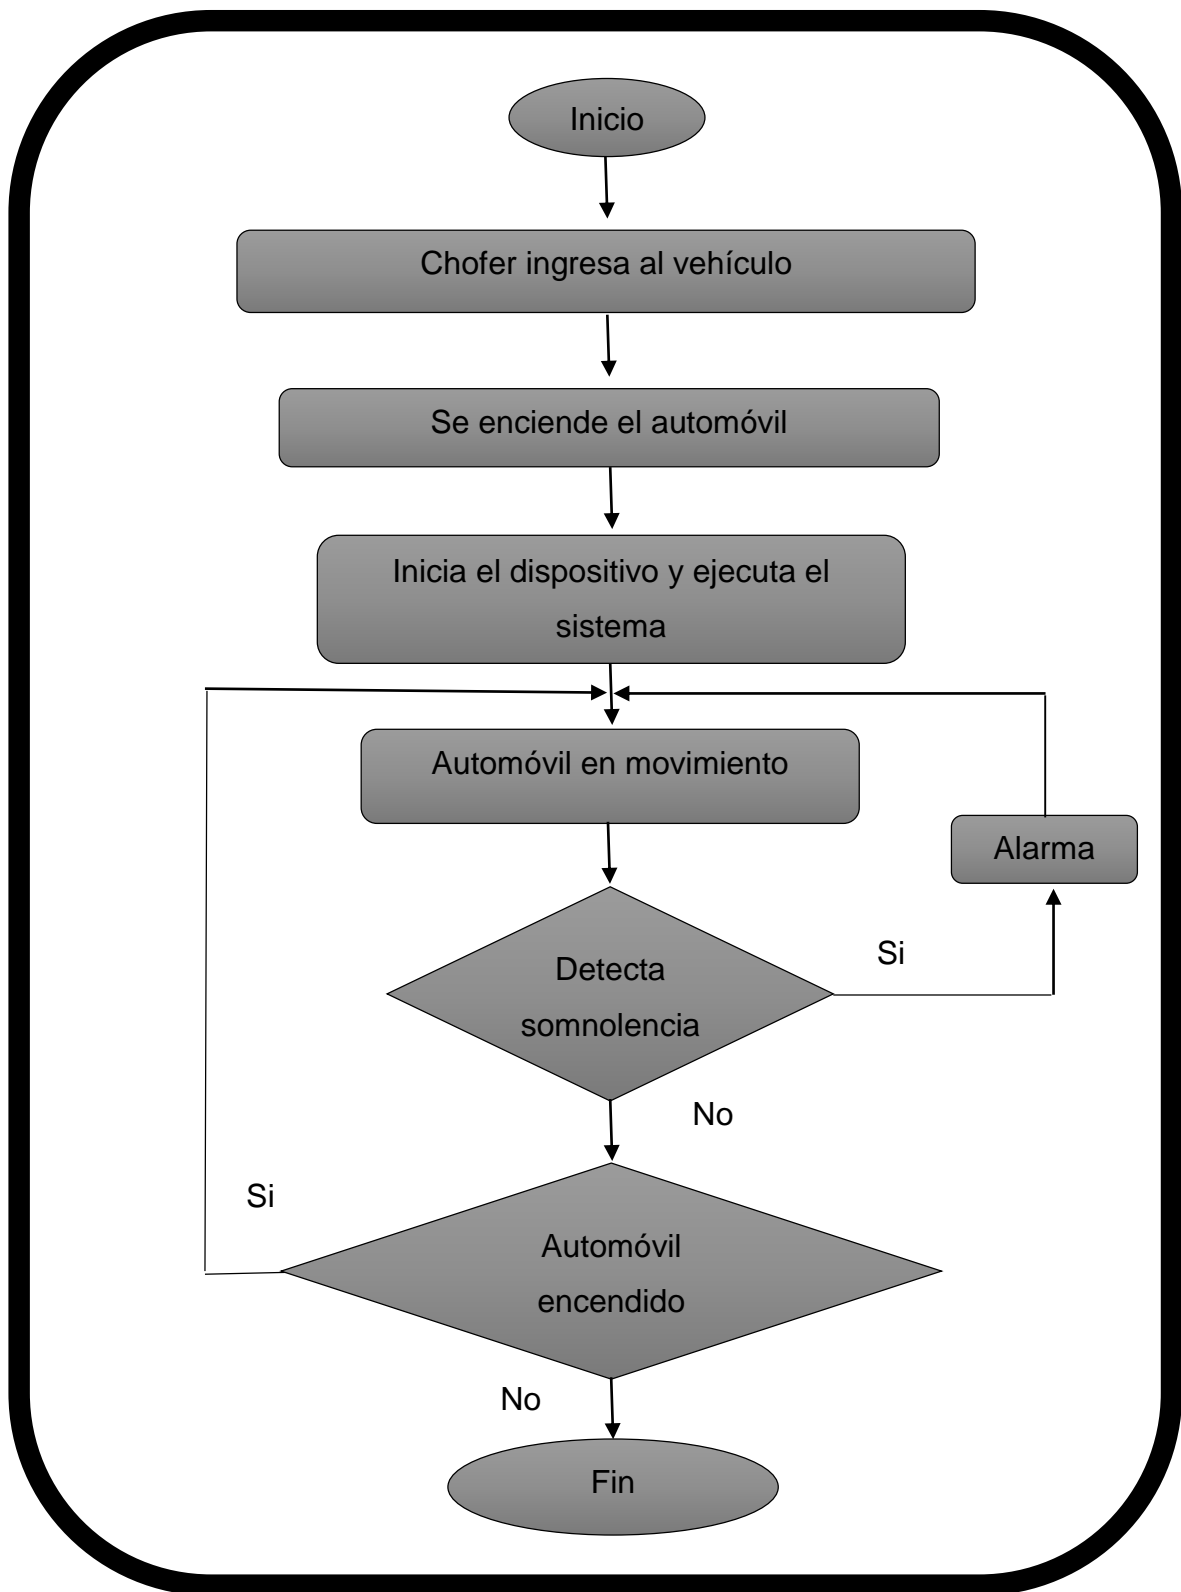 Inicio
Chofer ingresa al vehículo
Se enciende el automóvil
Inicia el dispositivo y ejecuta el
sistema
Automóvil en movimiento
Alarma
Si
Detecta
somnolencia
No
Si
Automóvil
encendido
No
Fin